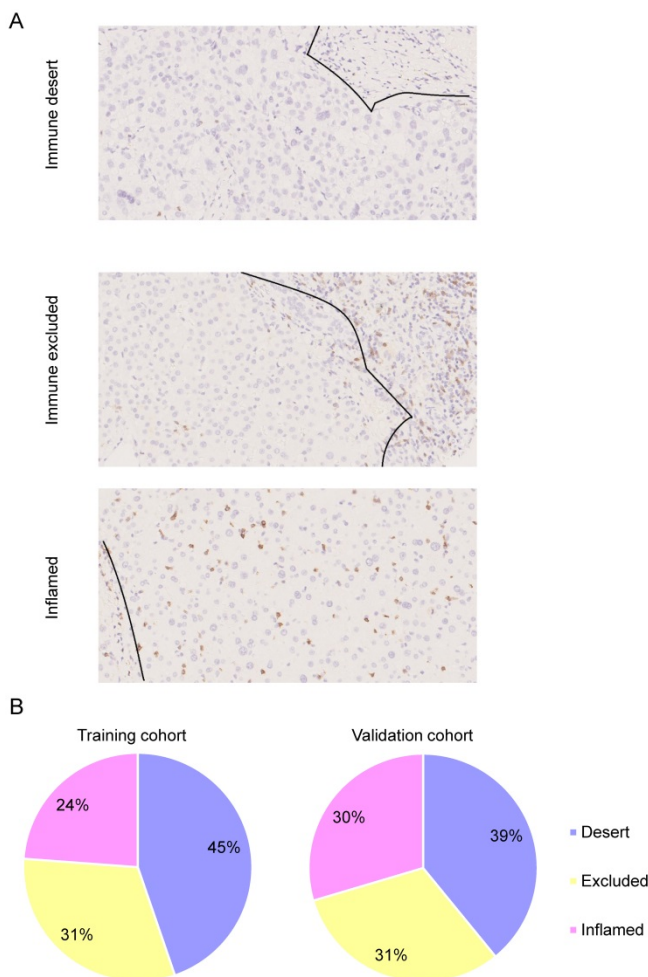 A
Immune desert
Immune excluded
Inflamed
B
Training cohort
Validation cohort
24%
45%
31%
30%
39%
31%
Desert
Excluded
Inflamed